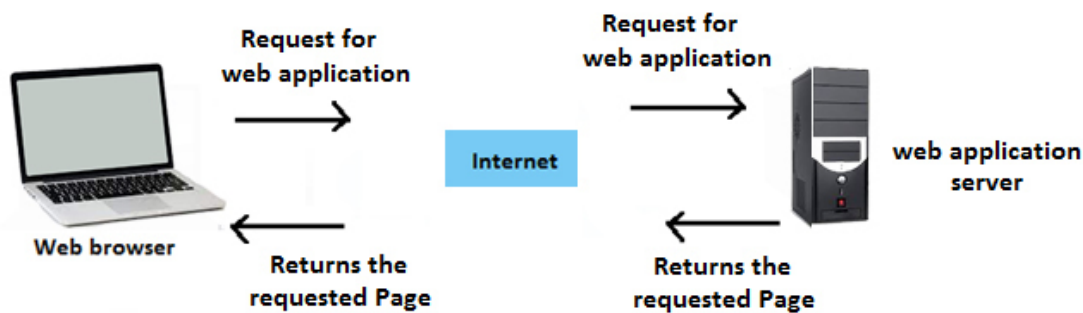 Request for
web application
Request for
web application
Internet
web application
server
Web browser
Returns the
requested Page
Returns the
requested Page